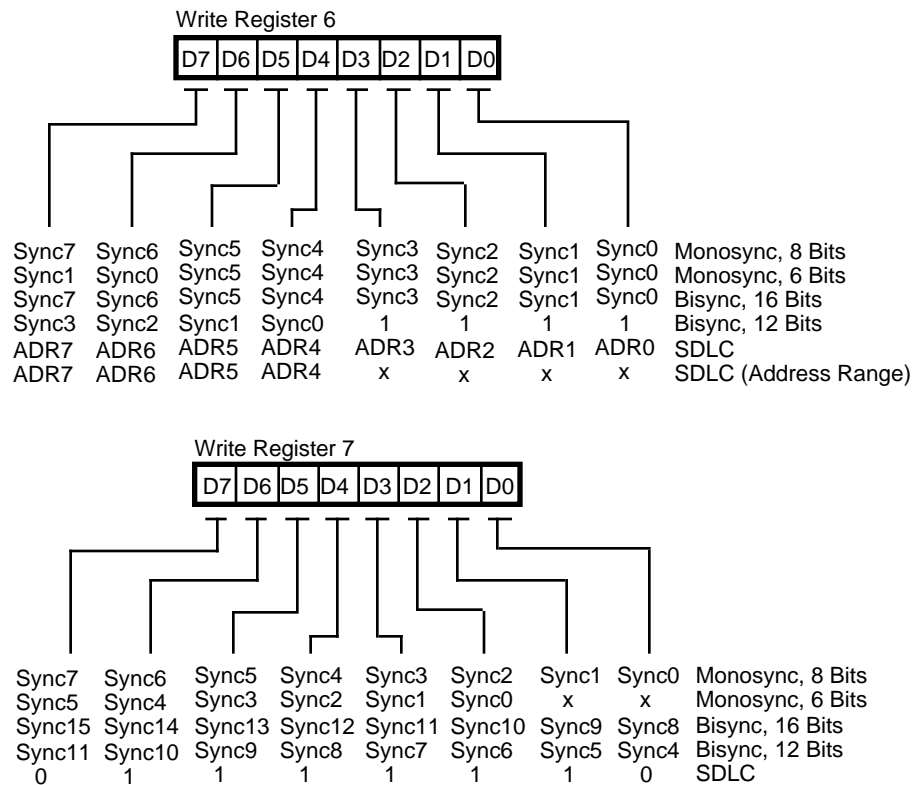 Write Register 6
D7 D6 D5 D4 D3 D2 D1 D0
Sync7 Sync6 Sync5 Sync4 Sync3 Sync2 Sync1 Sync0 Monosync, 8 Bits
Sync1 Sync0 Sync5 Sync4 Sync3 Sync2 Sync1 Sync0 Monosync, 6 Bits
Sync7 Sync6 Sync5 Sync4 Sync3 Sync2 Sync1 Sync0 Bisync, 16 Bits
Sync3 Sync2 Sync1 Sync0 1 1 1 1 Bisync, 12 Bits
ADR7 ADR6 ADR5 ADR4 ADR3 ADR2 ADR1 ADR0 SDLC
ADR7 ADR6 ADR5 ADR4 x x x x SDLC (Address Range)
Write Register 7
D7 D6 D5 D4 D3 D2 D1 D0
Sync7 Sync6 Sync5 Sync4 Sync3 Sync2 Sync1 Sync0 Monosync, 8 Bits
Sync5 Sync4 Sync3 Sync2 Sync1 Sync0 x x Monosync, 6 Bits
Sync15 Sync14 Sync13 Sync12 Sync11 Sync10 Sync9 Sync8 Bisync, 16 Bits
Sync11 Sync10 Sync9 Sync8 Sync7 Sync6 Sync5 Sync4 Bisync, 12 Bits
0 1 1 1 1 1 1 0 SDLC